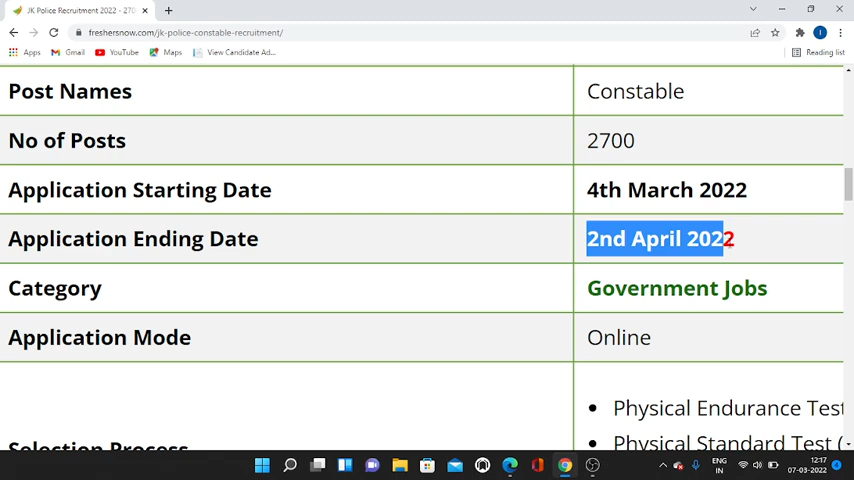 JK Police Recruitment 2022 - 270
freshersnow.com/jk-police-constable-recruitment/
Apps Gmail YouTube Maps View Candidate Ad... Reading list
Post Names Constable
No of Posts 2700
Application Starting Date 4th March 2022
Application Ending Date 2nd April 2022
Category Government Jobs
Application Mode Online
Physical Endurance Test
Selection Process Physical Standard Test (
ENG 12:17
IN 07-03-2022